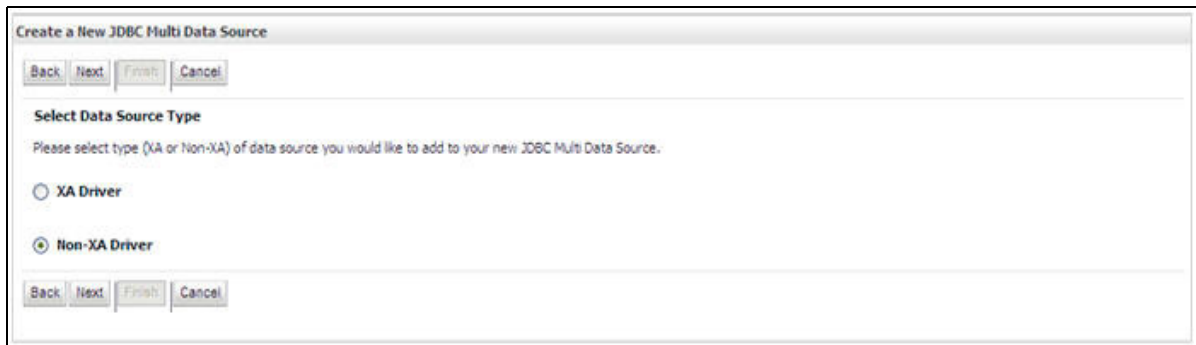 Create a New JDBC Multi Data Source
Back Next Finish Cancel
Select Data Source Type
Please select type (XA or Non-XA) of data source you would like to add to your new JDBC Multi Data Source.
XA Driver
Non-XA Driver
Back Next Finish Cancel